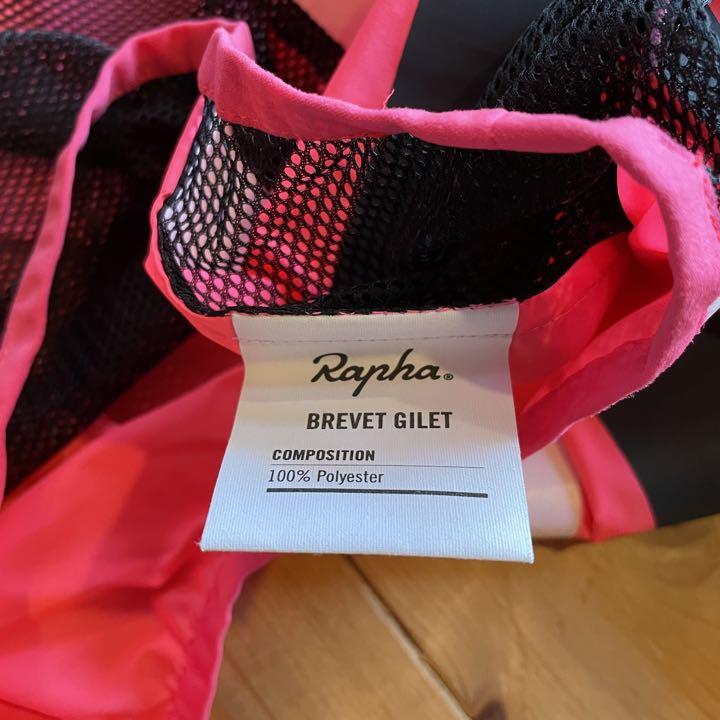 Rapha®
BREVET GILET
COMPOSITION
100% Polyester